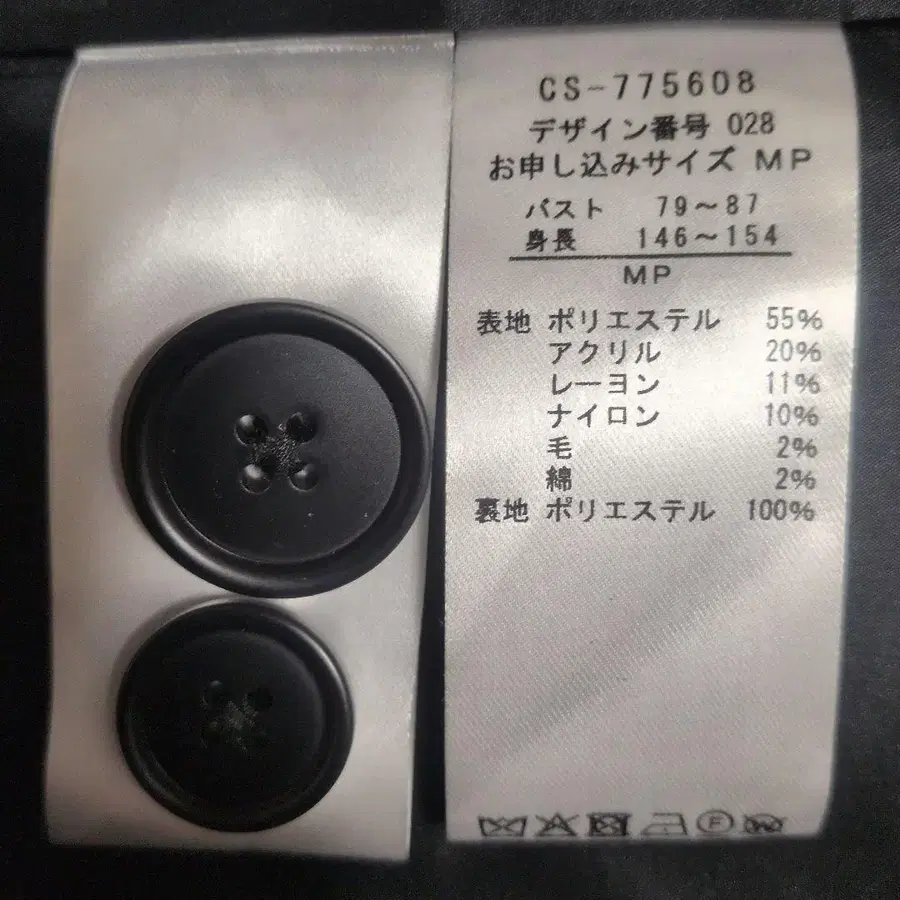 CS-775608
デザイン番号 028
お申し込みサイズ MP
バスト 79～87
身長 146～154
MP
表地 ポリエステル 55%
アクリル 20%
レーヨン 11%
ナイロン 10%
毛 2%
綿 2%
裏地 ポリエステル 100%
F W